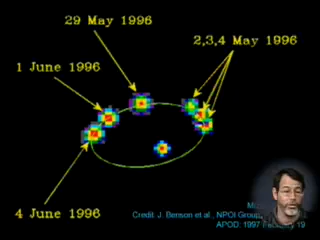 29 May 1996
2,3,4 May 1996
1 June 1996
4 June 1996
Credit: J. Benson et al., NPOI Group,
APOD: 1997 19